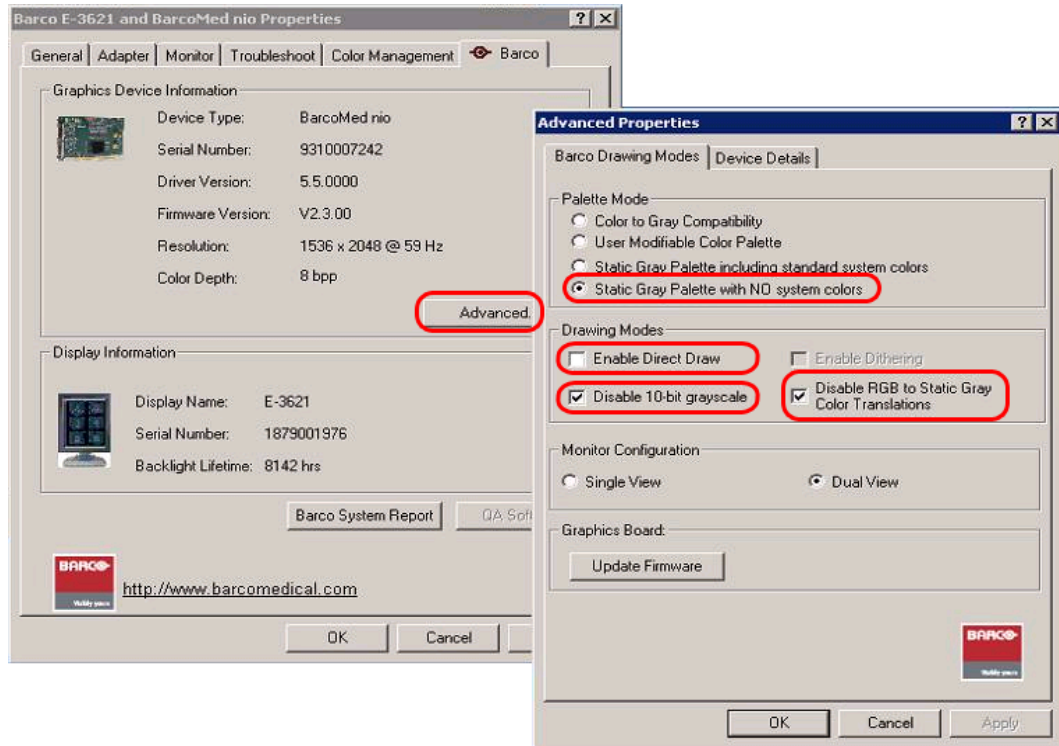 Barco E-3621 and BarcoMed nio Properties
General
Adapter
Monitor
Troubleshoot
Color Management
Barco
Graphics Device Information
Device Type: BarcoMed nio
Serial Number: 9310007242
Driver Version: 5.5.0000
Firmware Version: V2.3.00
Resolution: 1536 x 2048 @ 59 Hz
Color Depth: 8 bpp
Advanced.
Display Information
Display Name: E-3621
Serial Number: 1879001976
Backlight Lifetime: 8142 hrs
Barco System Report
QA Soft
BARCO
Visibly yours
http://www.barcomedical.com
OK
Cancel
Advanced Properties
Barco Drawing Modes
Device Details
Palette Mode
Color to Gray Compatibility
User Modifiable Color Palette
Static Gray Palette including standard system colors
Static Gray Palette with NO system colors
Drawing Modes
Enable Direct Draw
Enable Dithering
Disable 10-bit grayscale
Disable RGB to Static Gray
Color Translations
Monitor Configuration
Single View
Dual View
Graphics Board:
Update Firmware
BARCO
Visibly yours
OK
Cancel
Apply